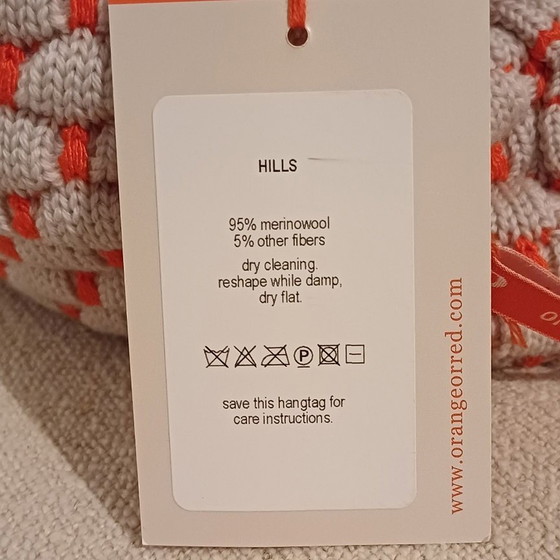 HILLS
95% merinowool
5% other fibers
dry cleaning.
reshape while damp,
dry flat.
P
save this hangtag for
care instructions.
www.orangeorred.com